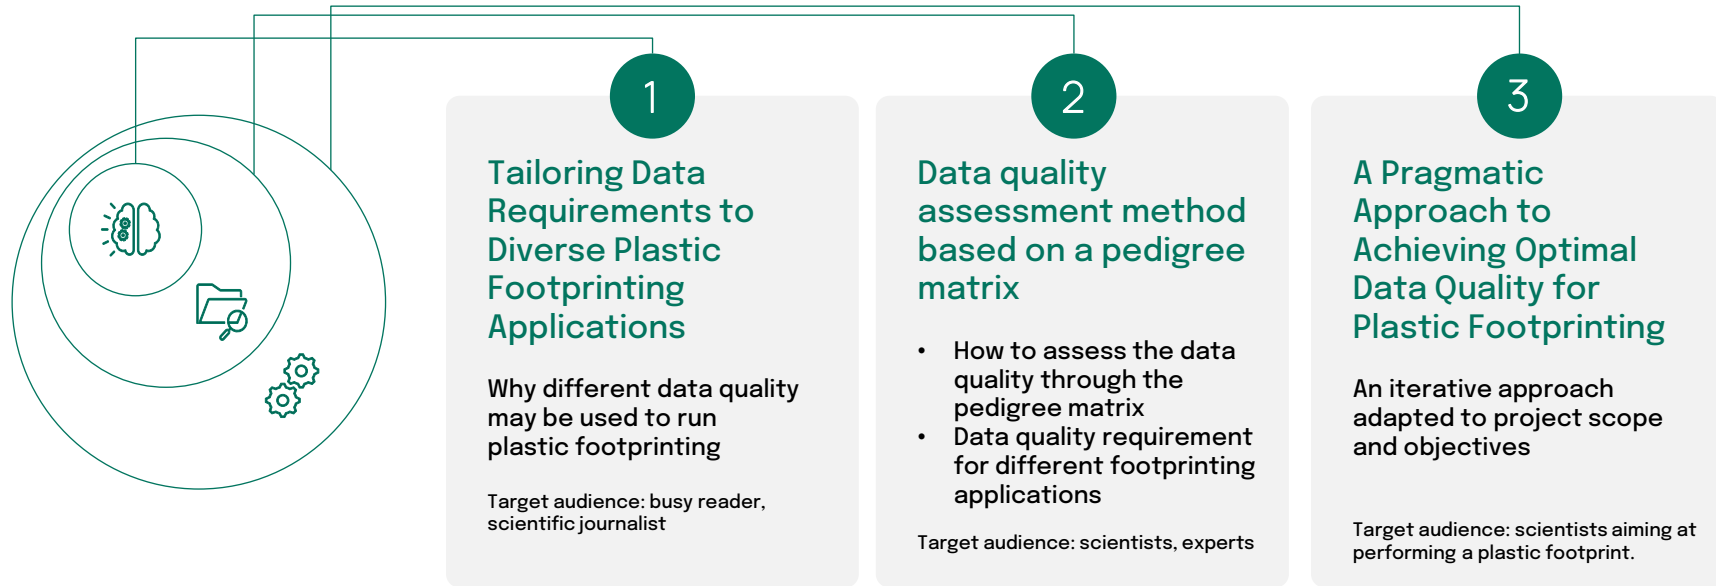 1
Tailoring Data
Requirements to
Diverse Plastic
Footprinting
Applications
Why different data quality
may be used to run
plastic footprinting
Target audience: busy reader,
scientific journalist
2
Data quality
assessment method
based on a pedigree
matrix
• How to assess the data
quality through the
pedigree matrix
• Data quality requirement
for different footprinting
applications
Target audience: scientists, experts
3
A Pragmatic
Approach to
Achieving Optimal
Data Quality for
Plastic Footprinting
An iterative approach
adapted to project scope
and objectives
Target audience: scientists aiming at
performing a plastic footprint.